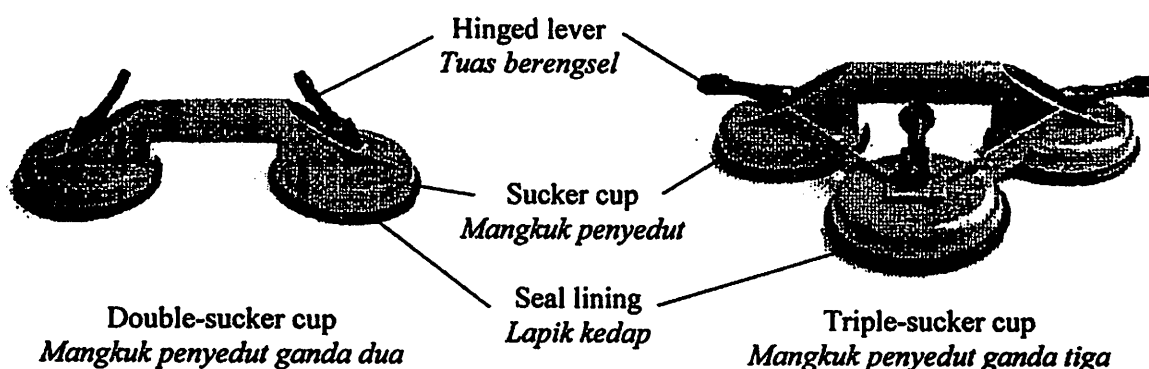 Hinged lever
Tuas berengsel
Sucker cup
Mangkuk penyedut
Seal lining
Lapik kedap
Double-sucker cup
Mangkuk penyedut ganda dua
Triple-sucker cup
Mangkuk penyedut ganda tiga